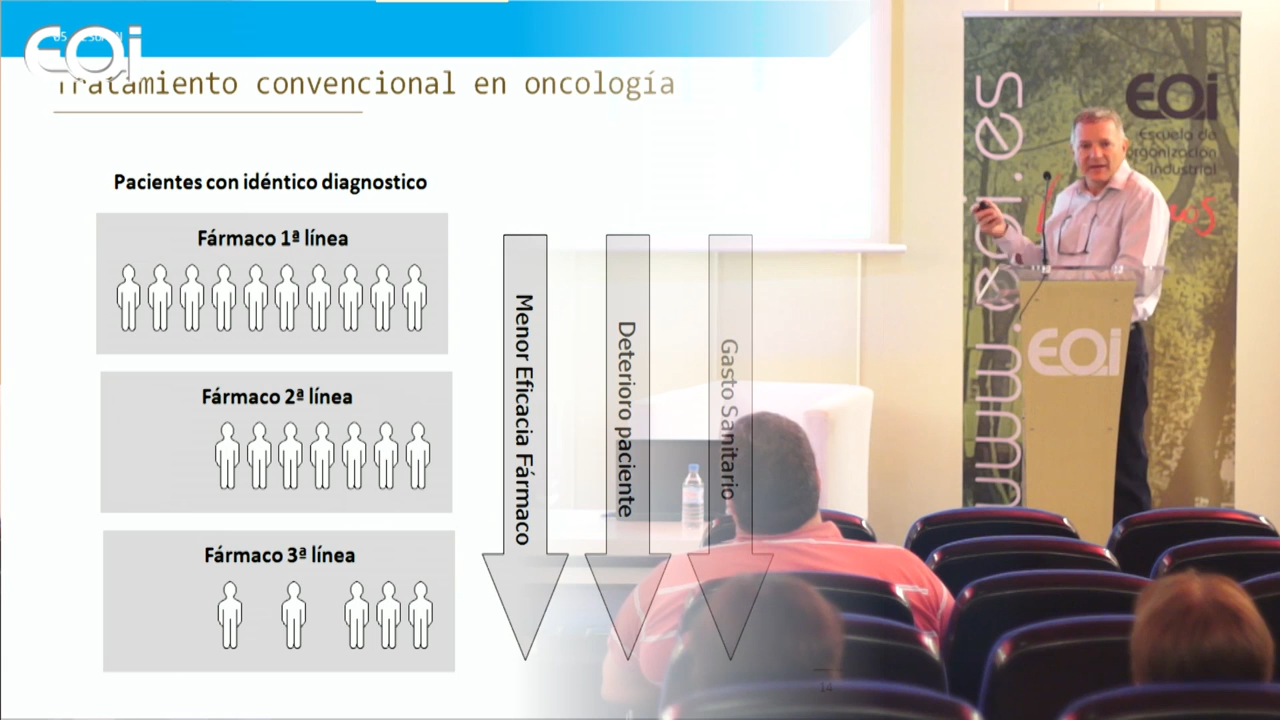 EOi
Tratamiento convencional en oncología
Pacientes con idéntico diagnostico
Fármaco 1ª línea
Fármaco 2ª línea
Fármaco 3ª línea
Menor Eficacia Fármaco
Deterioro paciente
Gasto Sanitario
14
www.eoi.es
EOi
Escuela de
organización
industrial
EOi